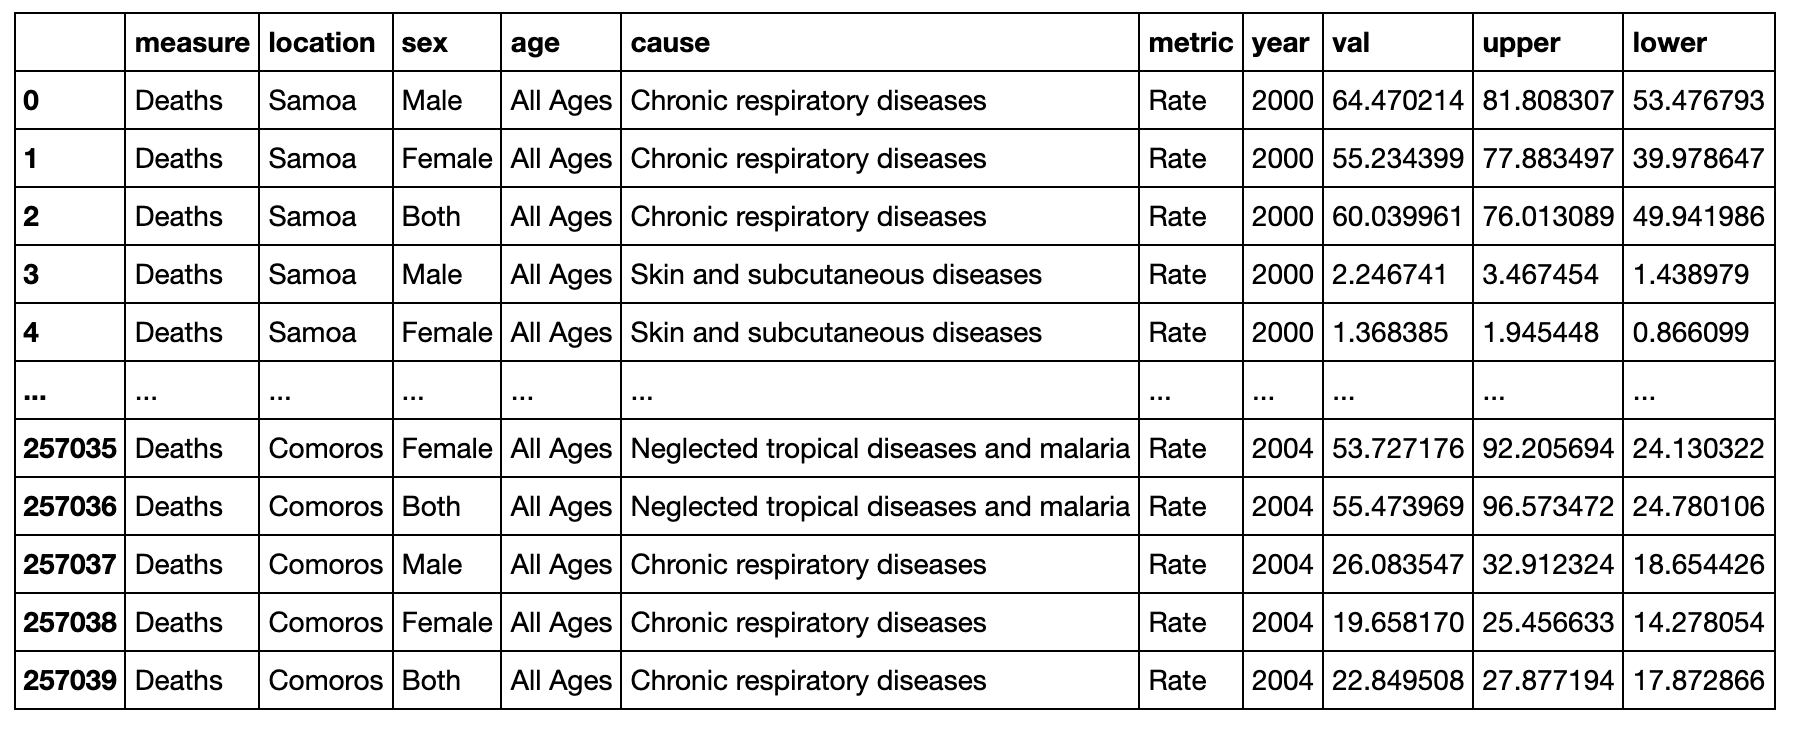 measure location sex age cause metric year val upper lower
0 Deaths Samoa Male All Ages Chronic respiratory diseases Rate 2000 64.470214 81.808307 53.476793
1 Deaths Samoa Female All Ages Chronic respiratory diseases Rate 2000 55.234399 77.883497 39.978647
2 Deaths Samoa Both All Ages Chronic respiratory diseases Rate 2000 60.039961 76.013089 49.941986
3 Deaths Samoa Male All Ages Skin and subcutaneous diseases Rate 2000 2.246741 3.467454 1.438979
4 Deaths Samoa Female All Ages Skin and subcutaneous diseases Rate 2000 1.368385 1.945448 0.866099
... ... ... ... ... ... ... ... ... ... ...
257035 Deaths Comoros Female All Ages Neglected tropical diseases and malaria Rate 2004 53.727176 92.205694 24.130322
257036 Deaths Comoros Both All Ages Neglected tropical diseases and malaria Rate 2004 55.473969 96.573472 24.780106
257037 Deaths Comoros Male All Ages Chronic respiratory diseases Rate 2004 26.083547 32.912324 18.654426
257038 Deaths Comoros Female All Ages Chronic respiratory diseases Rate 2004 19.658170 25.456633 14.278054
257039 Deaths Comoros Both All Ages Chronic respiratory diseases Rate 2004 22.849508 27.877194 17.872866